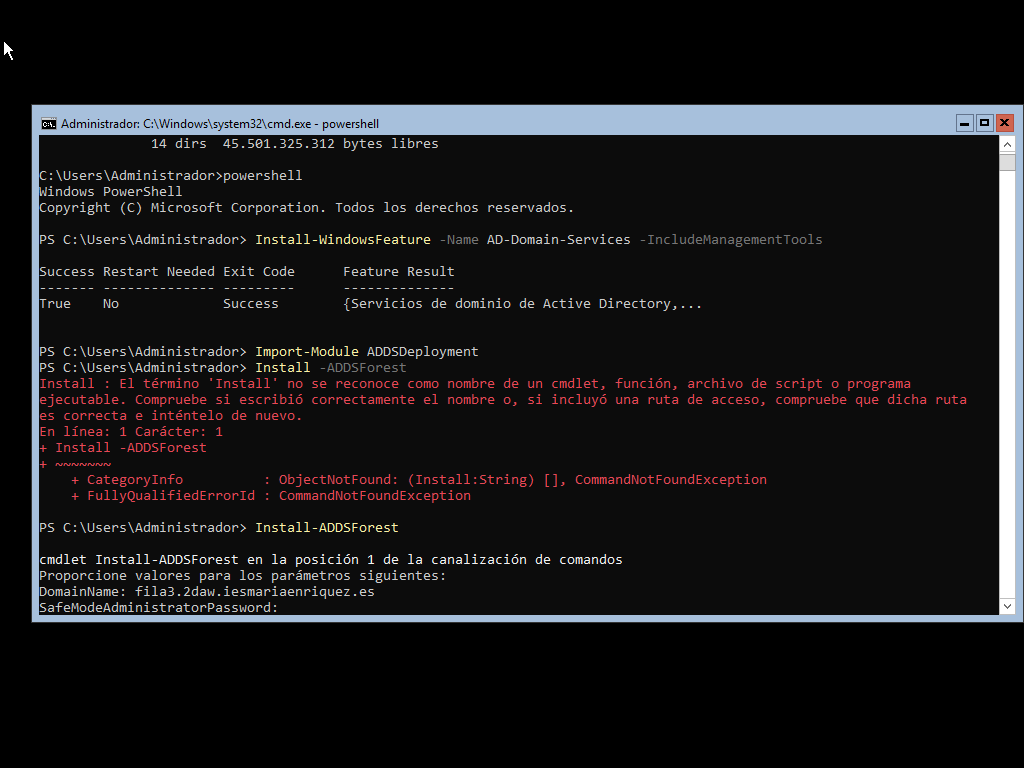 Administrador: C:\Windows\system32\cmd.exe - powershell
14 dirs  45.501.325.312 bytes libres
C:\Users\Administrador>powershell
Windows PowerShell
Copyright (C) Microsoft Corporation. Todos los derechos reservados.
PS C:\Users\Administrador> Install-WindowsFeature -Name AD-Domain-Services -IncludeManagementTools
Success Restart Needed Exit Code      Feature Result
------- -------------- ---------      --------------
True    No             Success        {Servicios de dominio de Active Directory,...
PS C:\Users\Administrador> Import-Module ADDSDeployment
PS C:\Users\Administrador> Install -ADDSForest
Install : El término 'Install' no se reconoce como nombre de un cmdlet, función, archivo de script o programa
ejecutable. Compruebe si escribió correctamente el nombre o, si incluyó una ruta de acceso, compruebe que dicha ruta
es correcta e inténtelo de nuevo.
En línea: 1 Carácter: 1
+ Install -ADDSForest
+ ~~~~~~~
    + CategoryInfo          : ObjectNotFound: (Install:String) [], CommandNotFoundException
    + FullyQualifiedErrorId : CommandNotFoundException
PS C:\Users\Administrador> Install-ADDSForest
cmdlet Install-ADDSForest en la posición 1 de la canalización de comandos
Proporcione valores para los parámetros siguientes:
DomainName: fila3.2daw.iesmariaenriquez.es
SafeModeAdministratorPassword: